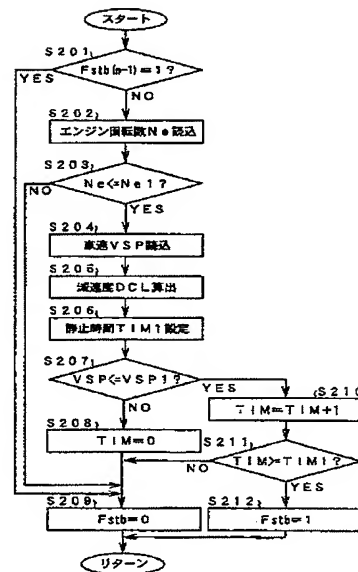 スタート
S201
Fstb(n-1)=1?
YES
NO
S202
エンジン回転数Ne読込
S203
Ne<=Ne1?
NO
YES
S204
車速VSP読込
S205
減速度DCL算出
S206
静止時間TIM1設定
S207
VSP<=VSP1?
YES
NO
S210
TIM=TIM+1
S208
TIM=0
S211
TIM>=TIM1?
NO
YES
S209
Fstb=0
S212
Fstb=1
リターン